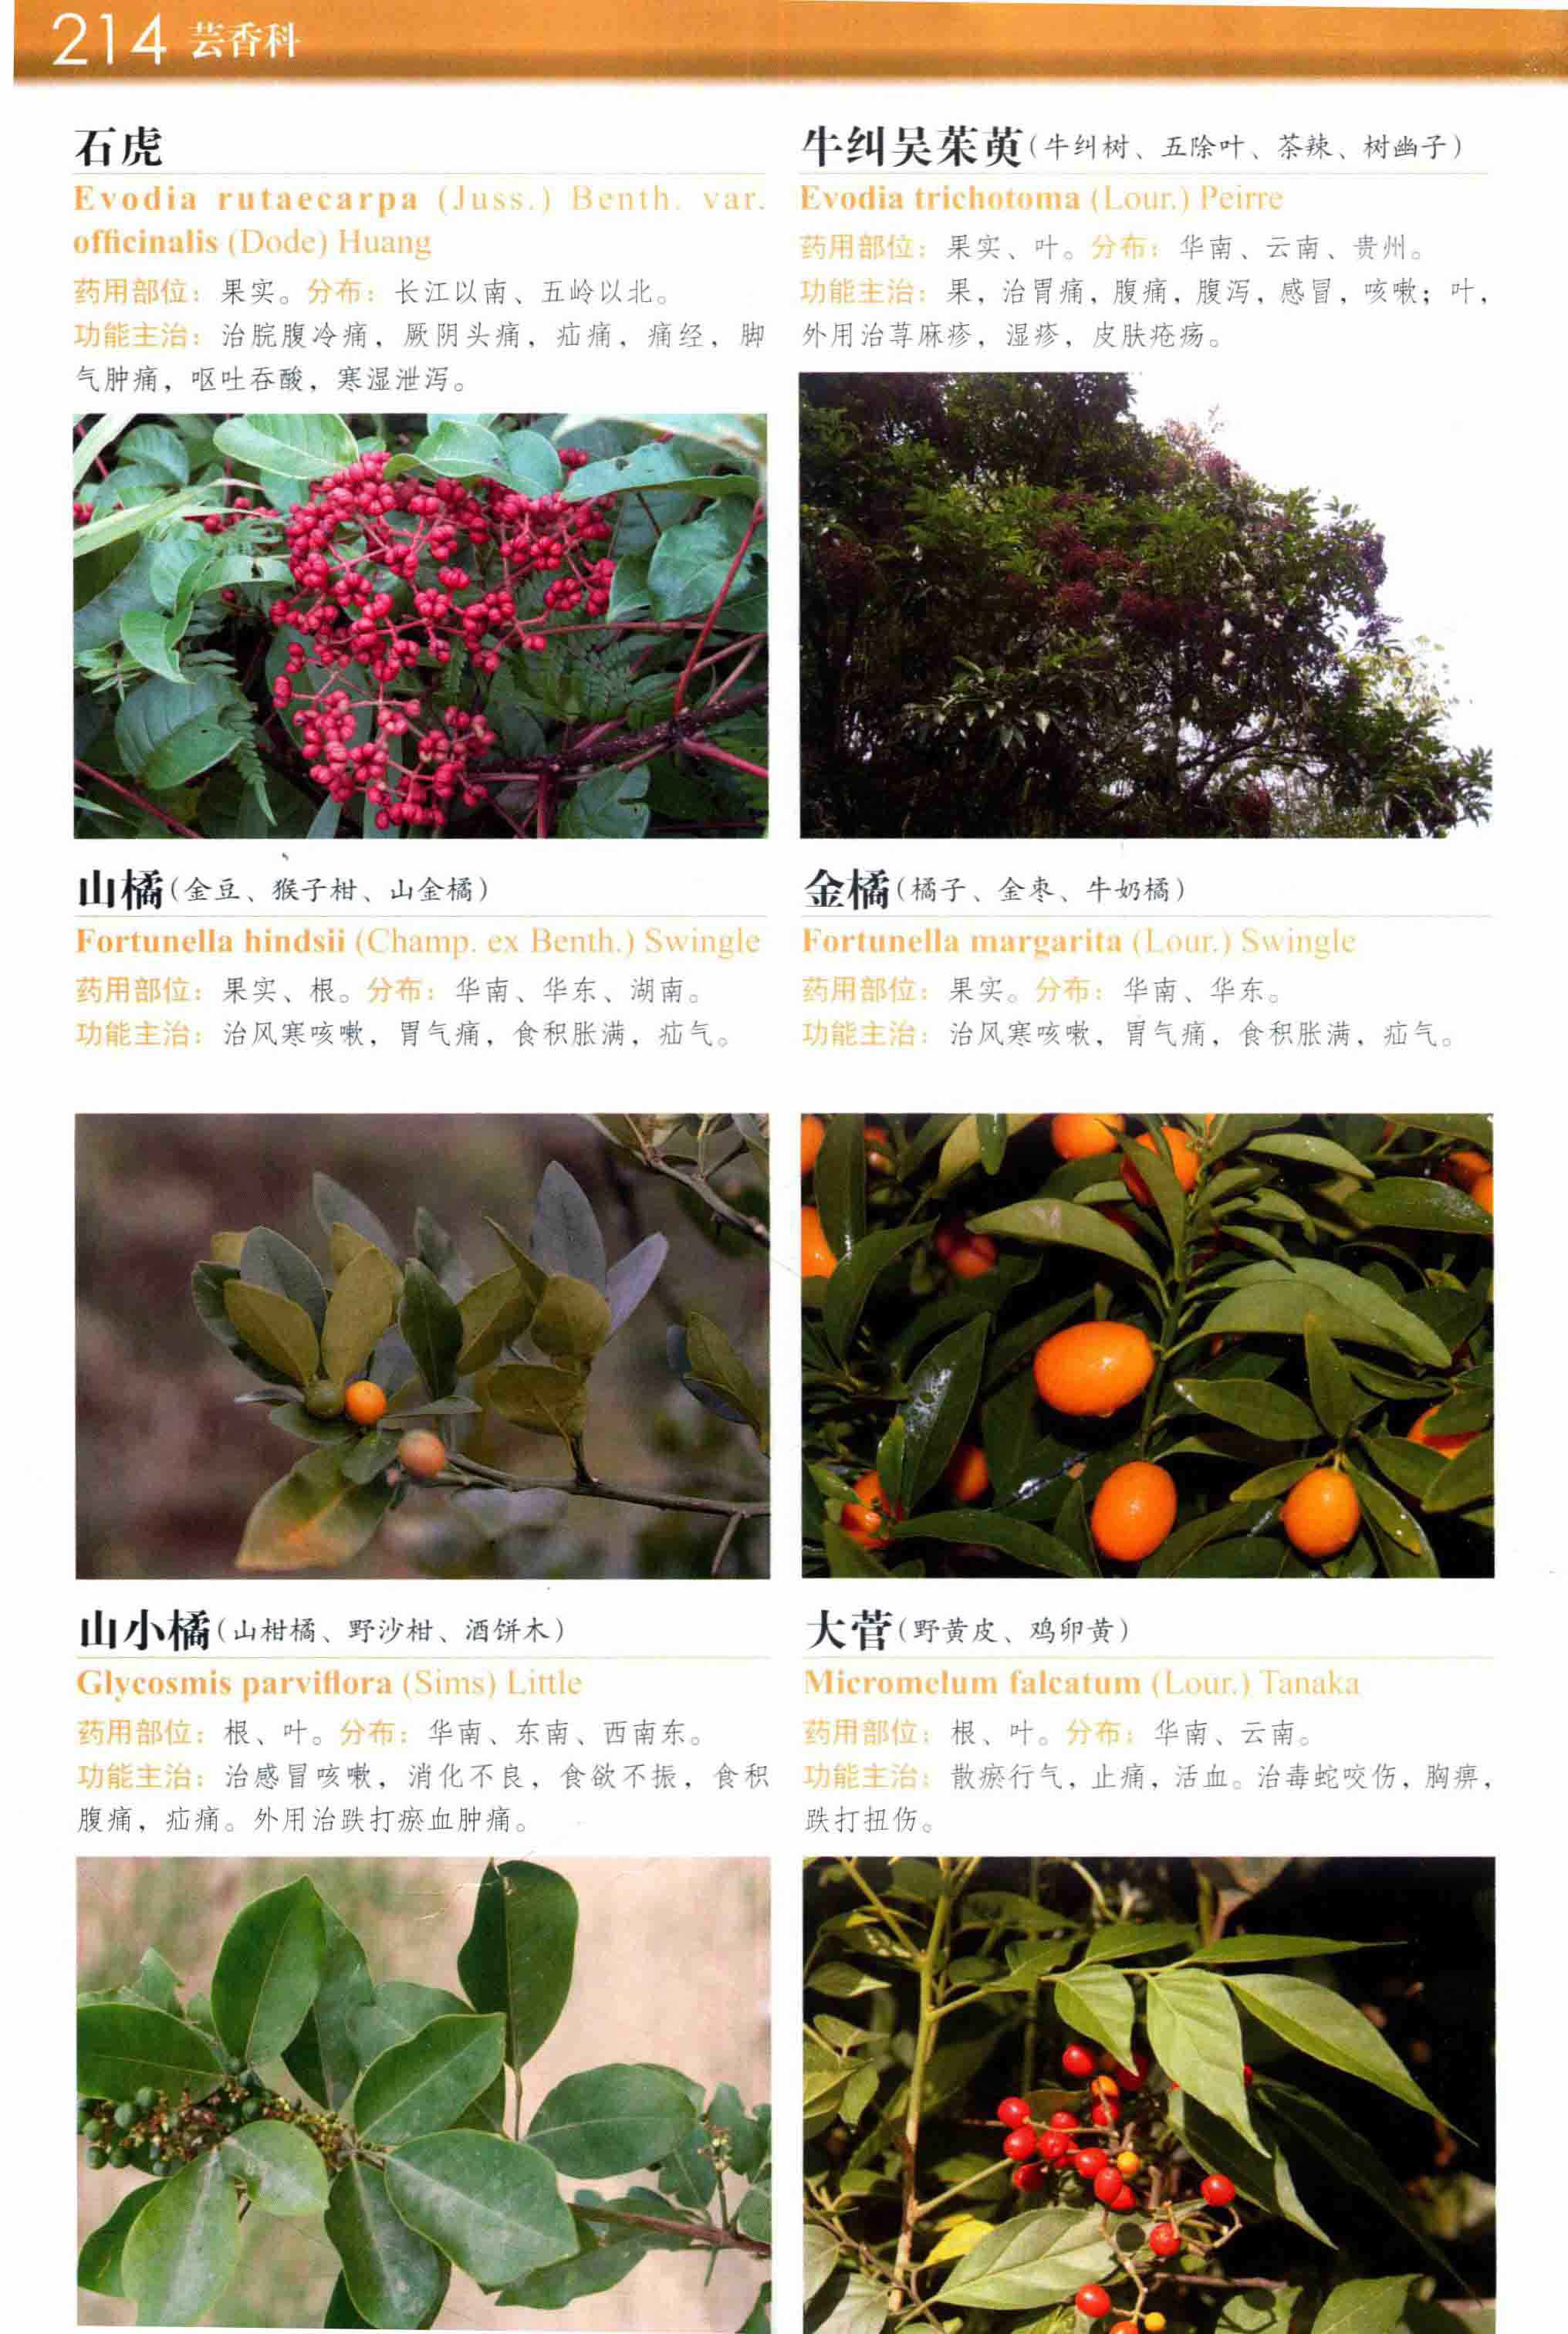 214 芸香科
石虎
Evodia rutaecarpa (Juss.) Benth. var.
officinalis (Dode) Huang
药用部位：果实。分布：长江以南、五岭以北。
功能主治：治脘腹冷痛，厥阴头痛，疝痛，痛经，脚
气肿痛，呕吐吞酸，寒湿泄泻。
牛纠吴茱萸(牛纠树、五除叶、茶辣、树幽子)
Evodia trichotoma (Lour.) Peirre
药用部位：果实、叶。分布：华南、云南、贵州。
功能主治：果，治胃痛，腹痛，腹泻，感冒，咳嗽；叶，
外用治荨麻疹，湿疹，皮肤疮疡。
山橘(金豆、猴子柑、山金橘)
Fortunella hindsii (Champ. ex Benth.) Swingle
药用部位：果实、根。分布：华南、华东、湖南。
功能主治：治风寒咳嗽，胃气痛，食积胀满，疝气。
金橘(橘子、金枣、牛奶橘)
Fortunella margarita (Lour.) Swingle
药用部位：果实。分布：华南、华东。
功能主治：治风寒咳嗽，胃气痛，食积胀满，疝气。
山小橘(山柑橘、野沙柑、酒饼木)
Glycosmis parviflora (Sims) Little
药用部位：根、叶。分布：华南、东南、西南东。
功能主治：治感冒咳嗽，消化不良，食欲不振，食积
腹痛，疝痛。外用治跌打瘀血肿痛。
大菅(野黄皮、鸡卵黄)
Micromelum falcatum (Lour.) Tanaka
药用部位：根、叶。分布：华南、云南。
功能主治：散瘀行气，止痛，活血。治毒蛇咬伤，胸痹，
跌打扭伤。